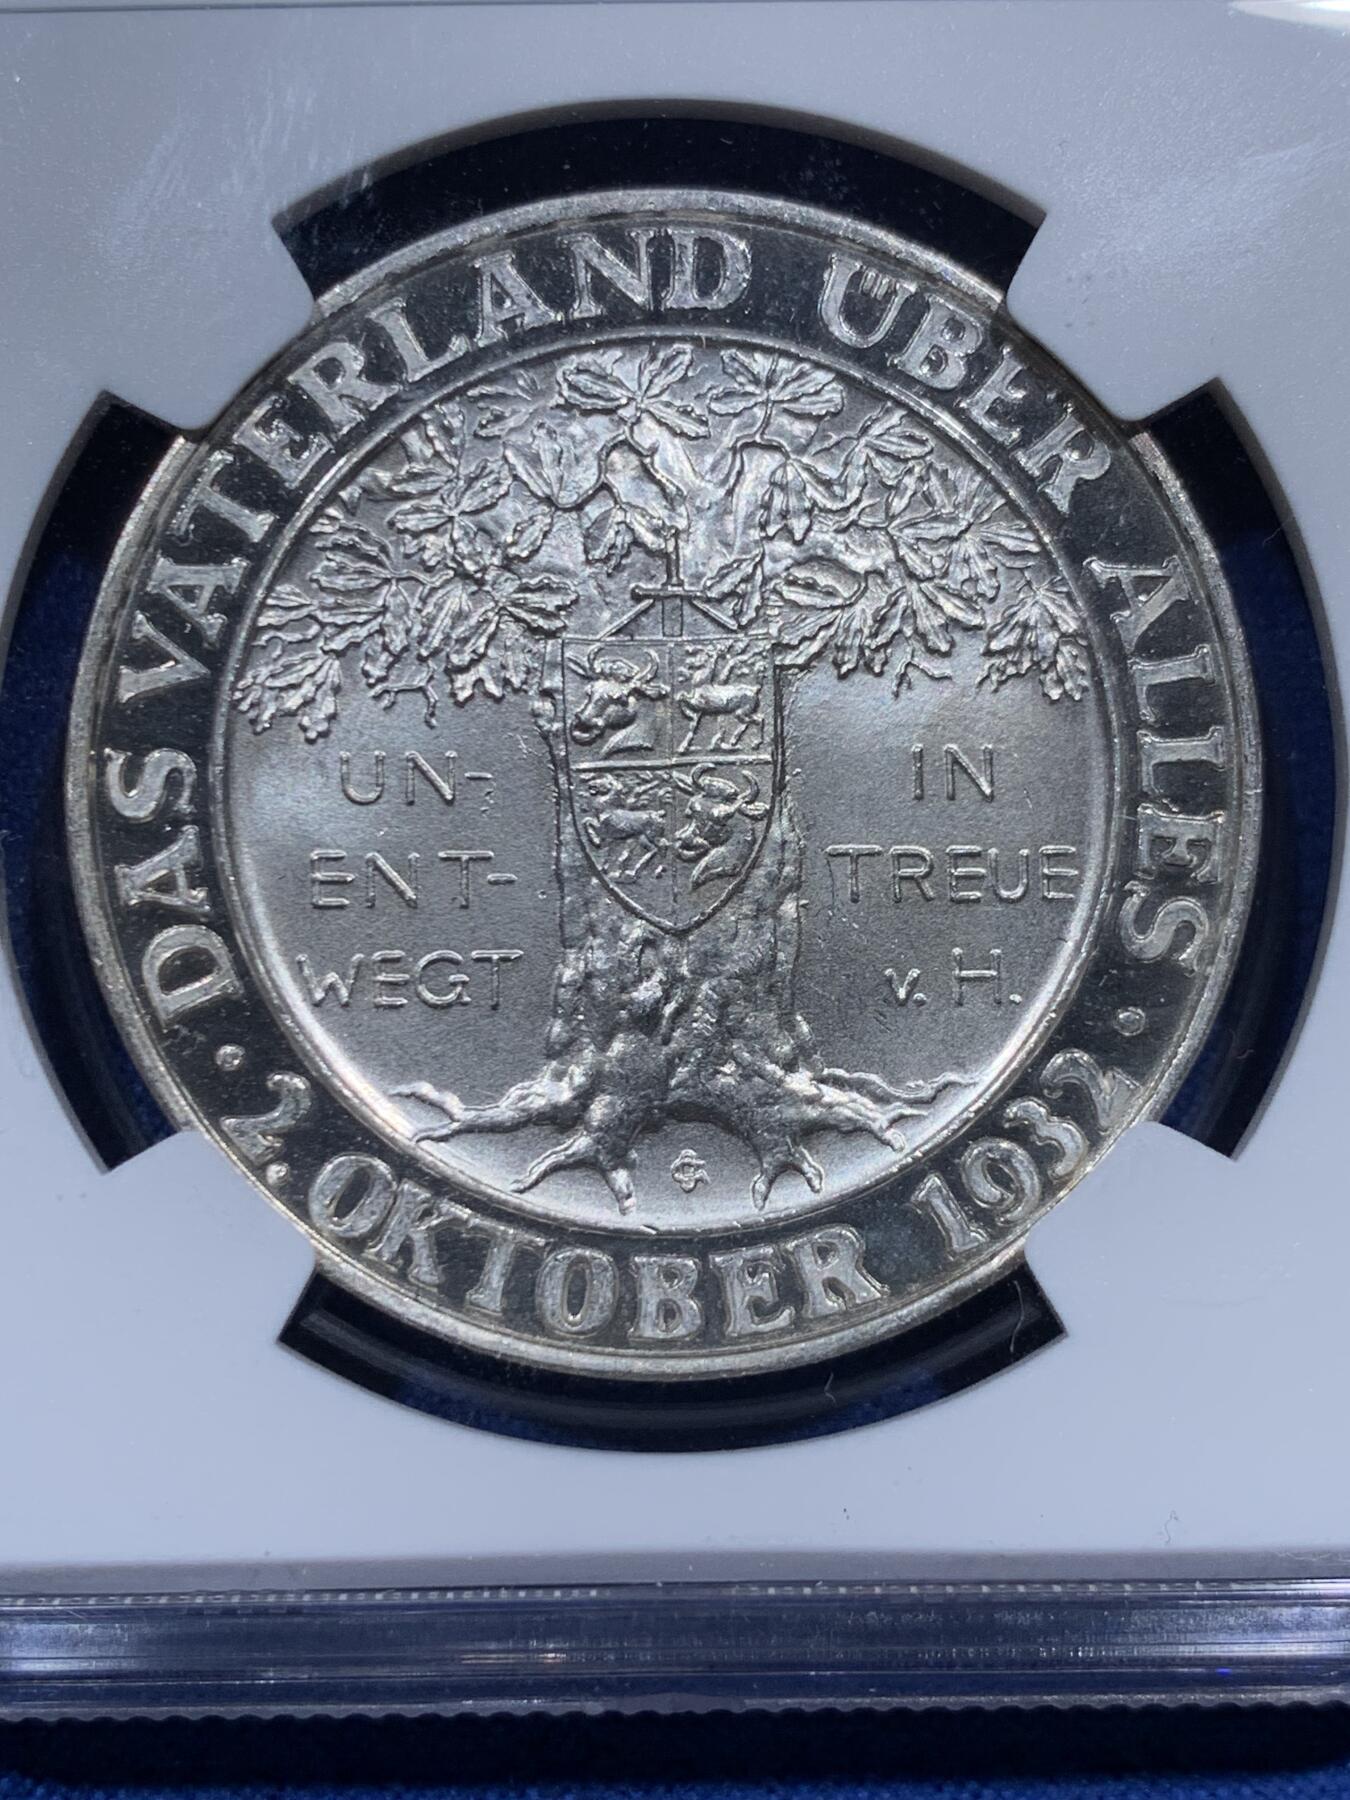 DAS VATERLAND ÜBER ALLES
· 2. OKTOBER 1932 ·
UN-
ENT-
WEGT
IN
TREUE
v. H.